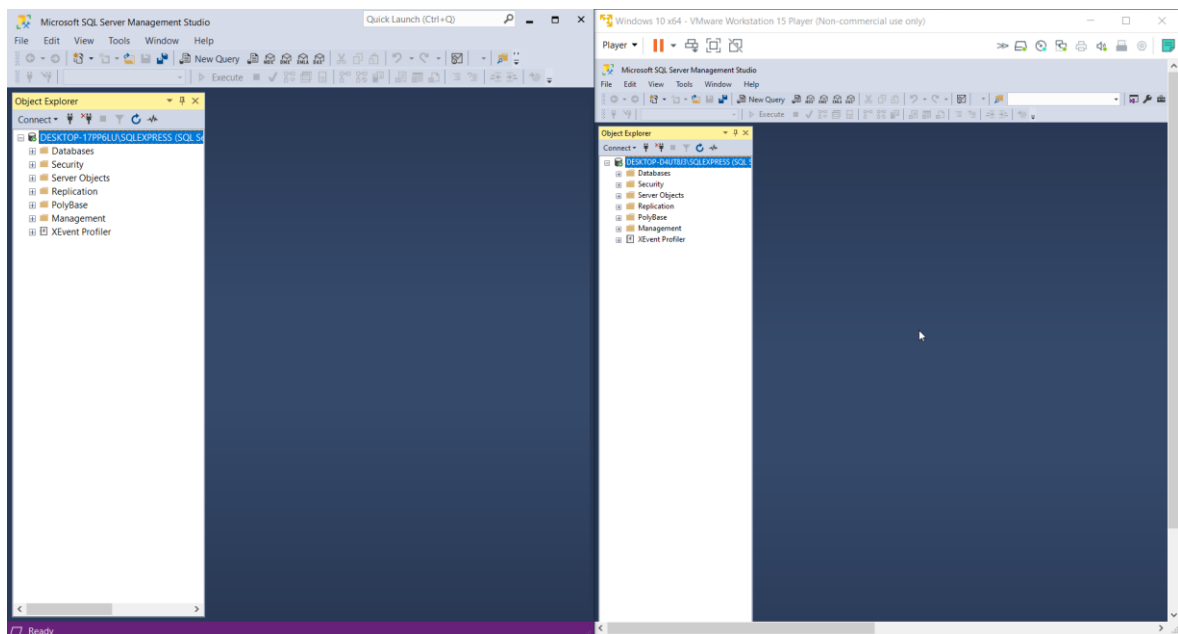 Microsoft SQL Server Management Studio
Quick Launch (Ctrl+Q)
File Edit View Tools Window Help
New Query
Execute
Object Explorer
Connect
DESKTOP-17PP6LU\SQLEXPRESS (SQL Se
Databases
Security
Server Objects
Replication
PolyBase
Management
XEvent Profiler
Ready
Windows 10 x64 - VMware Workstation 15 Player (Non-commercial use only)
Player
Microsoft SQL Server Management Studio
File Edit View Tools Window Help
New Query
Execute
Object Explorer
Connect
DESKTOP-D4UT8J3\SQLEXPRESS (SQL S
Databases
Security
Server Objects
Replication
PolyBase
Management
XEvent Profiler